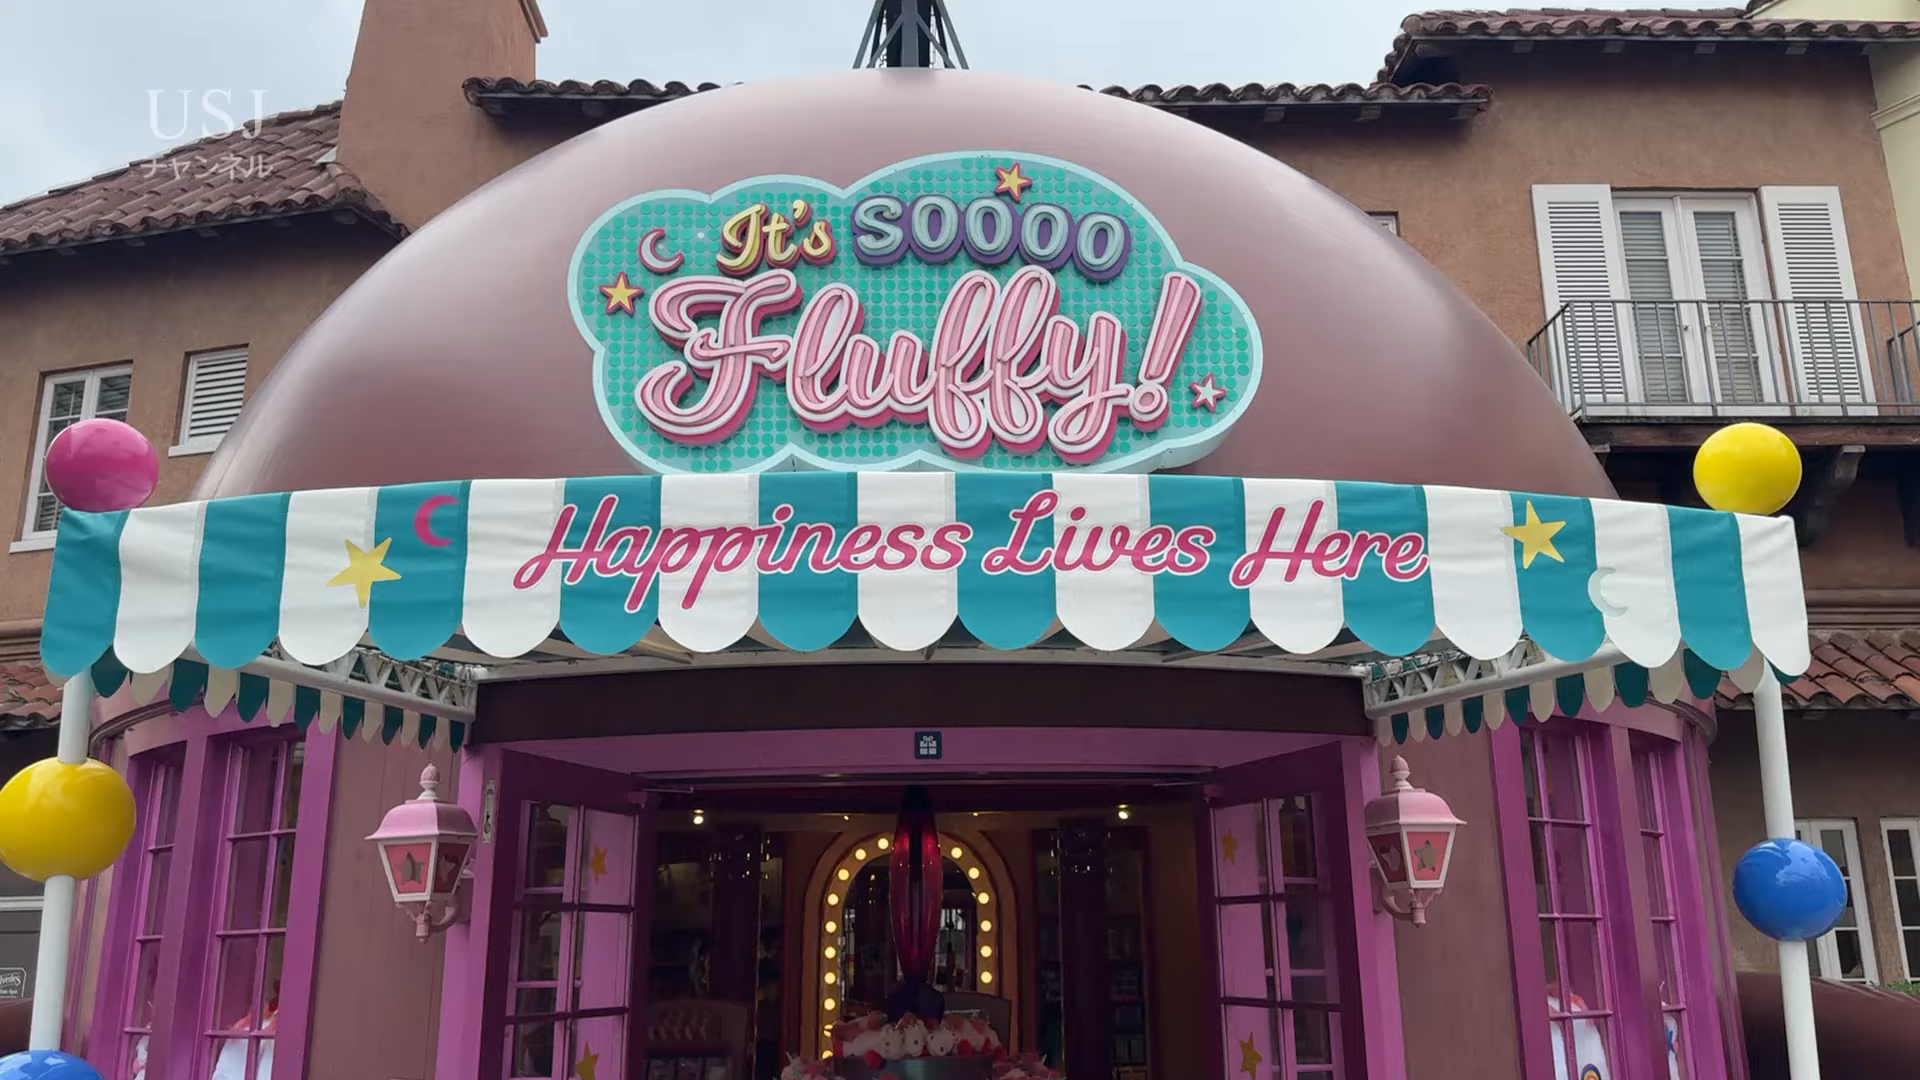 USJ
チャンネル
It's SOOOO
Fluffy!
Happiness Lives Here